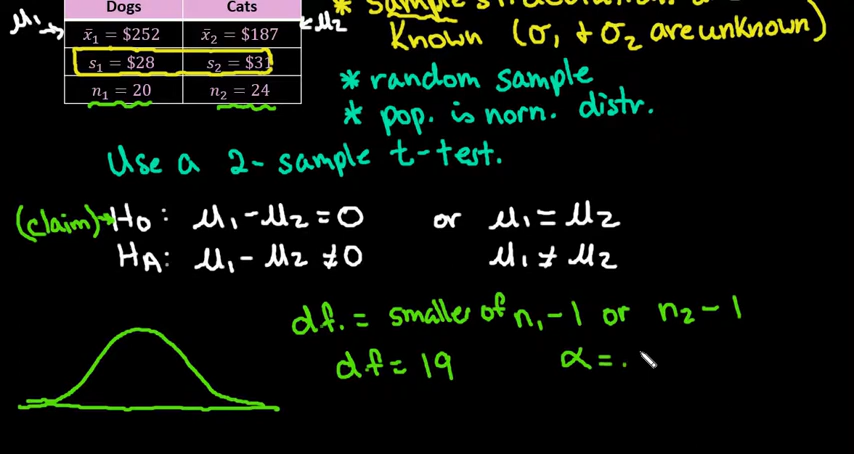 Dogs Cats
μ₁→ x̄₁ = $252 x̄₂ = $187 ←μ₂
s₁ = $28 s₂ = $31
n₁ = 20 n₂ = 24
* sample
Known (σ₁ + σ₂ are unknown)
* random sample
* pop. is norm. distr.
Use a 2-sample t-test.
(claim)→ H₀: μ₁-μ₂=0 or μ₁=μ₂
Hᴀ: μ₁-μ₂≠0 μ₁≠μ₂
d.f. = smaller of n₁-1 or n₂-1
d.f = 19 α = .